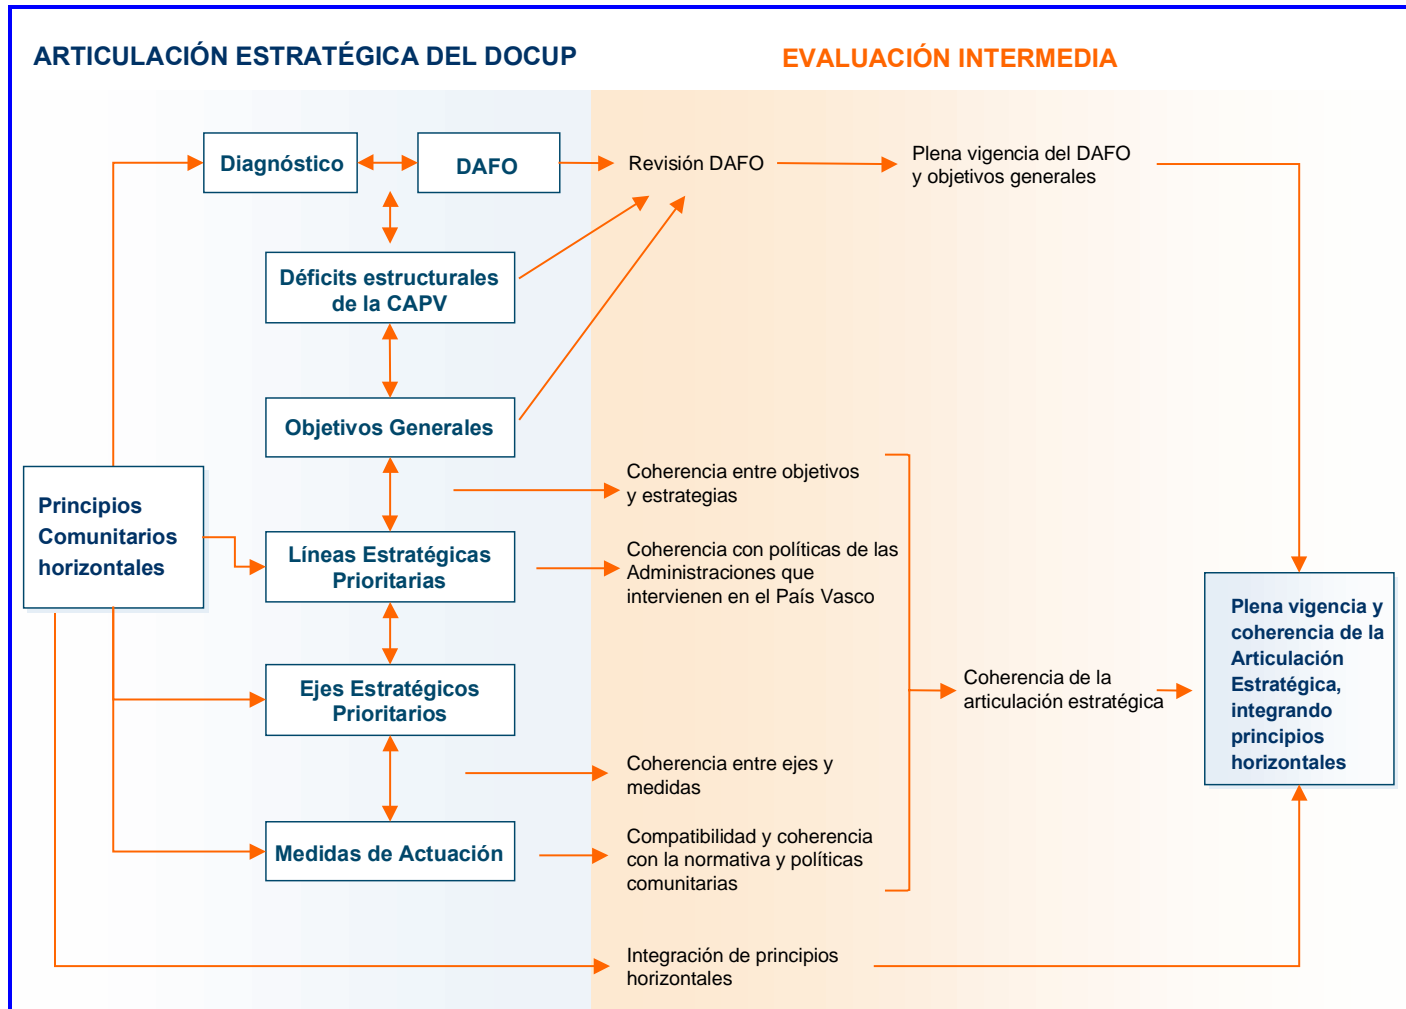 ARTICULACIÓN ESTRATÉGICA DEL DOCUP
EVALUACIÓN INTERMEDIA
Diagnóstico
DAFO
Revisión DAFO
Plena vigencia del DAFO
y objetivos generales
Déficits estructurales
de la CAPV
Objetivos Generales
Coherencia entre objetivos
y estrategias
Principios
Comunitarios
horizontales
Líneas Estratégicas
Prioritarias
Coherencia con políticas de las
Administraciones que
intervienen en el País Vasco
Ejes Estratégicos
Prioritarios
Coherencia de la
articulación estratégica
Plena vigencia y
coherencia de la
Articulación
Estratégica,
integrando
principios
horizontales
Coherencia entre ejes y
medidas
Medidas de Actuación
Compatibilidad y coherencia
con la normativa y políticas
comunitarias
Integración de principios
horizontales